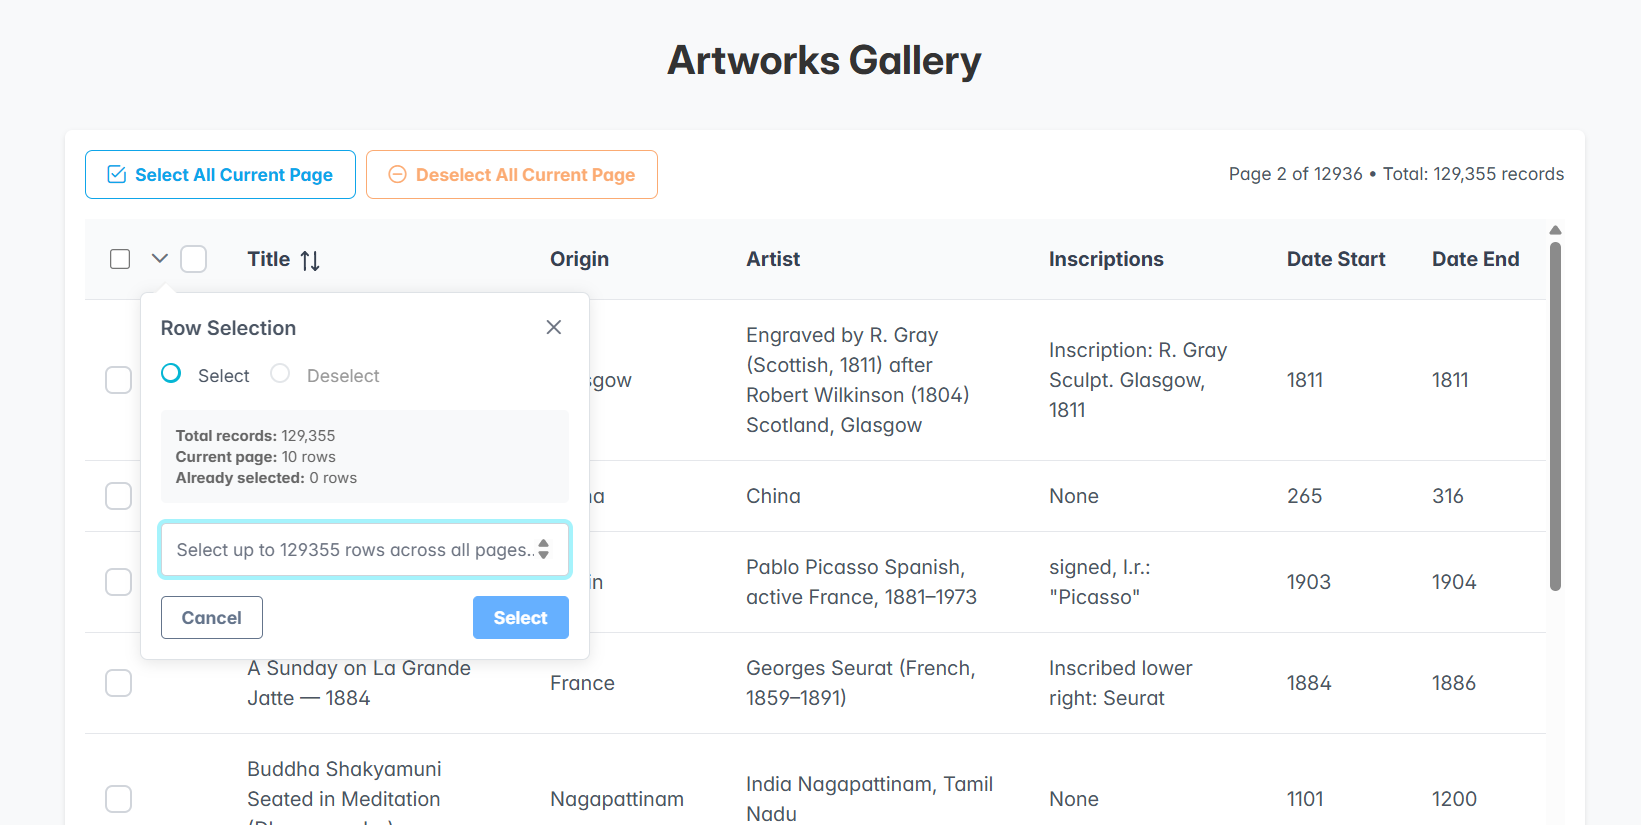 Artworks Gallery
Select All Current Page
Deselect All Current Page
Page 2 of 12936 • Total: 129,355 records
Title
Origin
Artist
Inscriptions
Date Start
Date End
Row Selection
Select
Deselect
Total records: 129,355
Current page: 10 rows
Already selected: 0 rows
Select up to 129355 rows across all pages..
Cancel
Select
gow
Engraved by R. Gray
(Scottish, 1811) after
Robert Wilkinson (1804)
Scotland, Glasgow
Inscription: R. Gray
Sculpt. Glasgow,
1811
1811
1811
a
China
None
265
316
in
Pablo Picasso Spanish,
active France, 1881–1973
signed, l.r.:
"Picasso"
1903
1904
A Sunday on La Grande
Jatte — 1884
France
Georges Seurat (French,
1859–1891)
Inscribed lower
right: Seurat
1884
1886
Buddha Shakyamuni
Seated in Meditation
Nagapattinam
India Nagapattinam, Tamil
Nadu
None
1101
1200